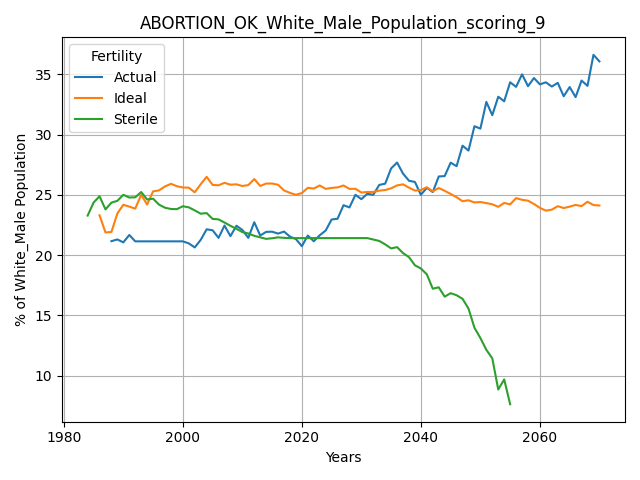 ABORTION_OK_White_Male_Population_scoring_9
Fertility
Actual
Ideal
Sterile
% of White_Male Population
35
30
25
20
15
10
1980
2000
2020
2040
2060
Years